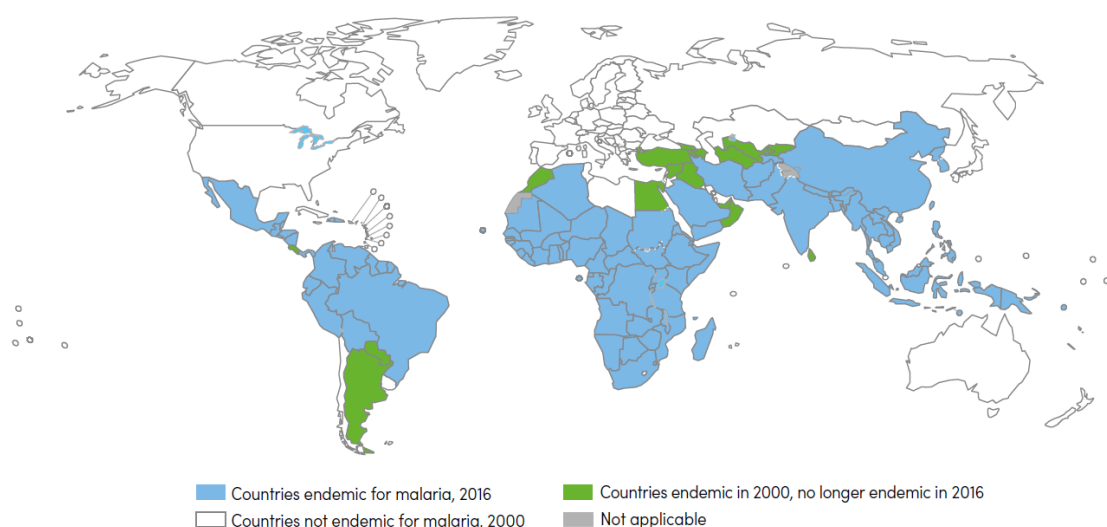 Countries endemic for malaria, 2016
Countries endemic in 2000, no longer endemic in 2016
Countries not endemic for malaria, 2000
Not applicable